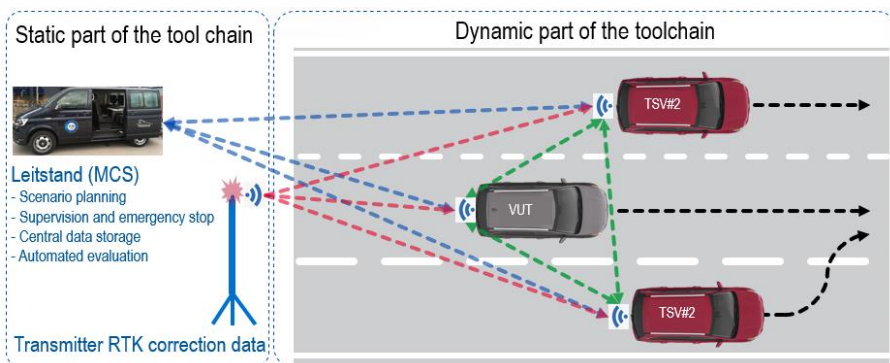 Static part of the tool chain
Dynamic part of the toolchain
TSV#2
Leitstand (MCS)
- Scenario planning
- Supervision and emergency stop
- Central data storage
- Automated evaluation
VUT
TSV#2
Transmitter RTK correction data